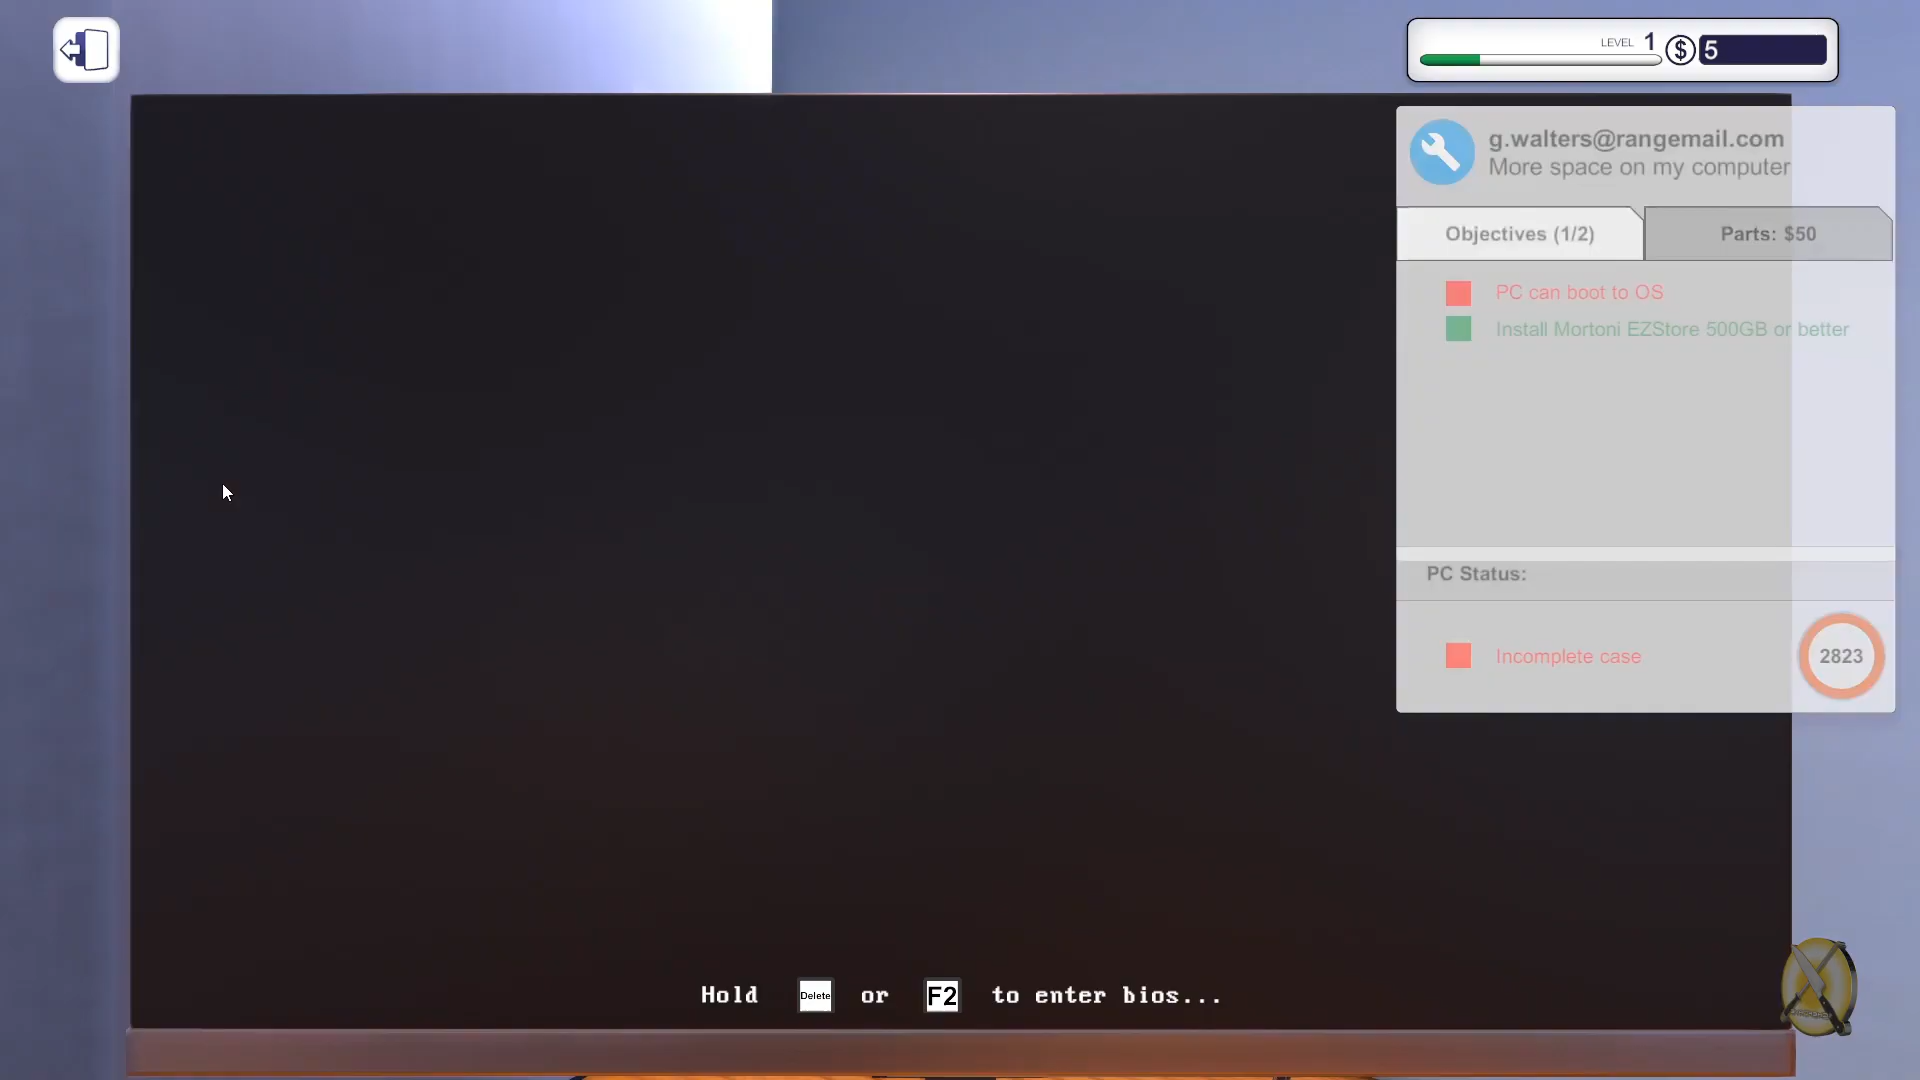 LEVEL 1 $ 5
g.walters@rangemail.com
More space on my computer
Objectives (1/2)
Parts: $50
PC can boot to OS
Install Mortoni EZStore 500GB or better
PC Status:
Incomplete case
2823
Hold Delete or F2 to enter bios...